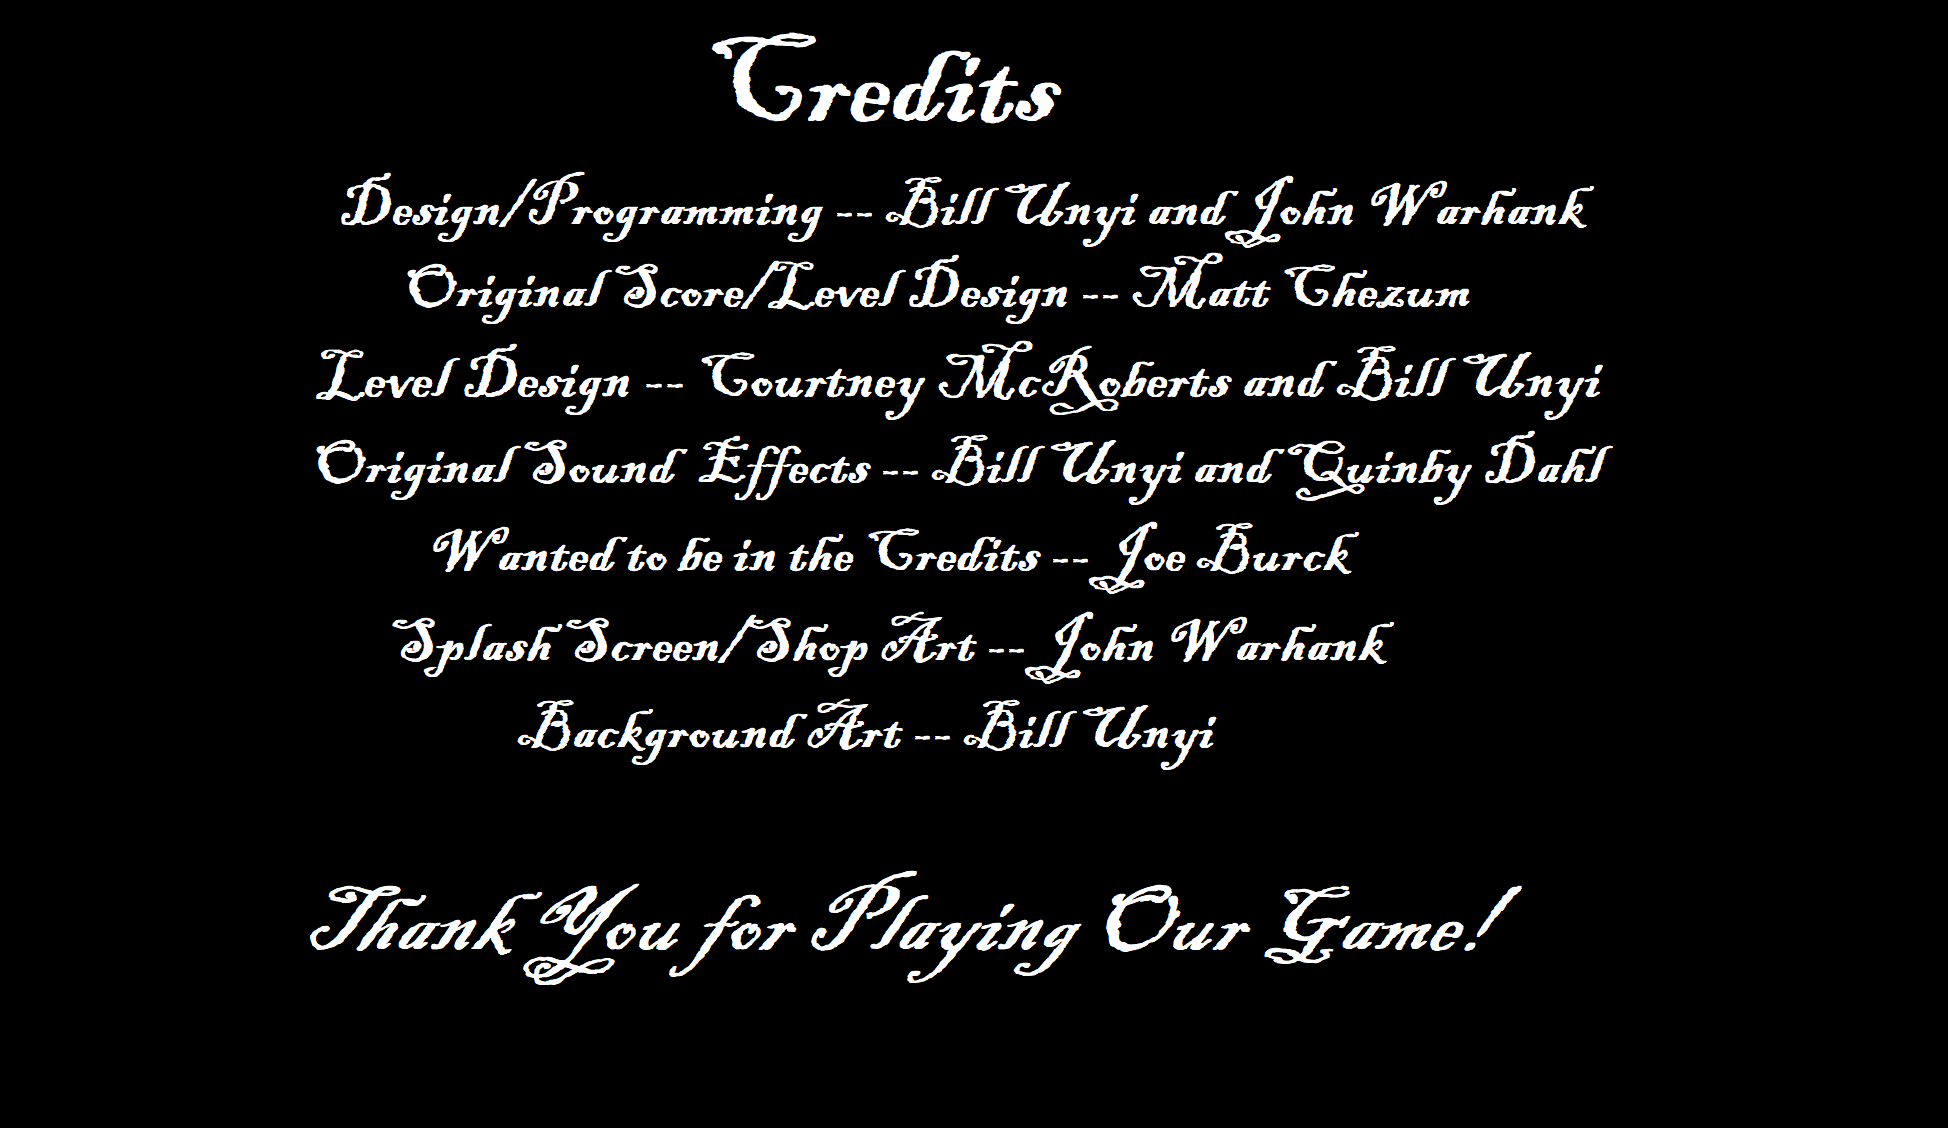 Credits
Design/Programming -- Bill Unyi and John Warhank
Original Score/Level Design -- Matt Chezum
Level Design -- Courtney McRoberts and Bill Unyi
Original Sound Effects -- Bill Unyi and Quinby Dahl
Wanted to be in the Credits -- Joe Burck
Splash Screen/Shop Art -- John Warhank
Background Art -- Bill Unyi
Thank You for Playing Our Game!